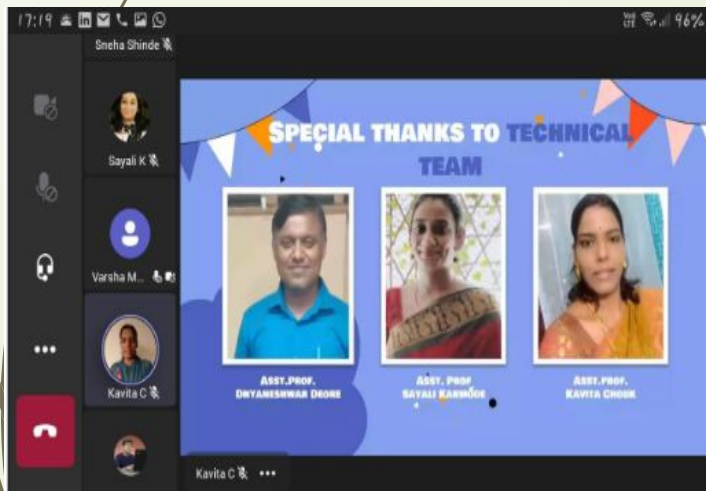 17:19
96%
Sneha Shinde
Sayali K
Varsha M...
Kavita C
SPECIAL THANKS TO TECHNICAL
TEAM
ASST.PROF.
DNYANESHWAR DEORE
ASST. PROF
SAYALI KARMODE
ASST.PROF.
KAVITA CHOUK
Kavita C